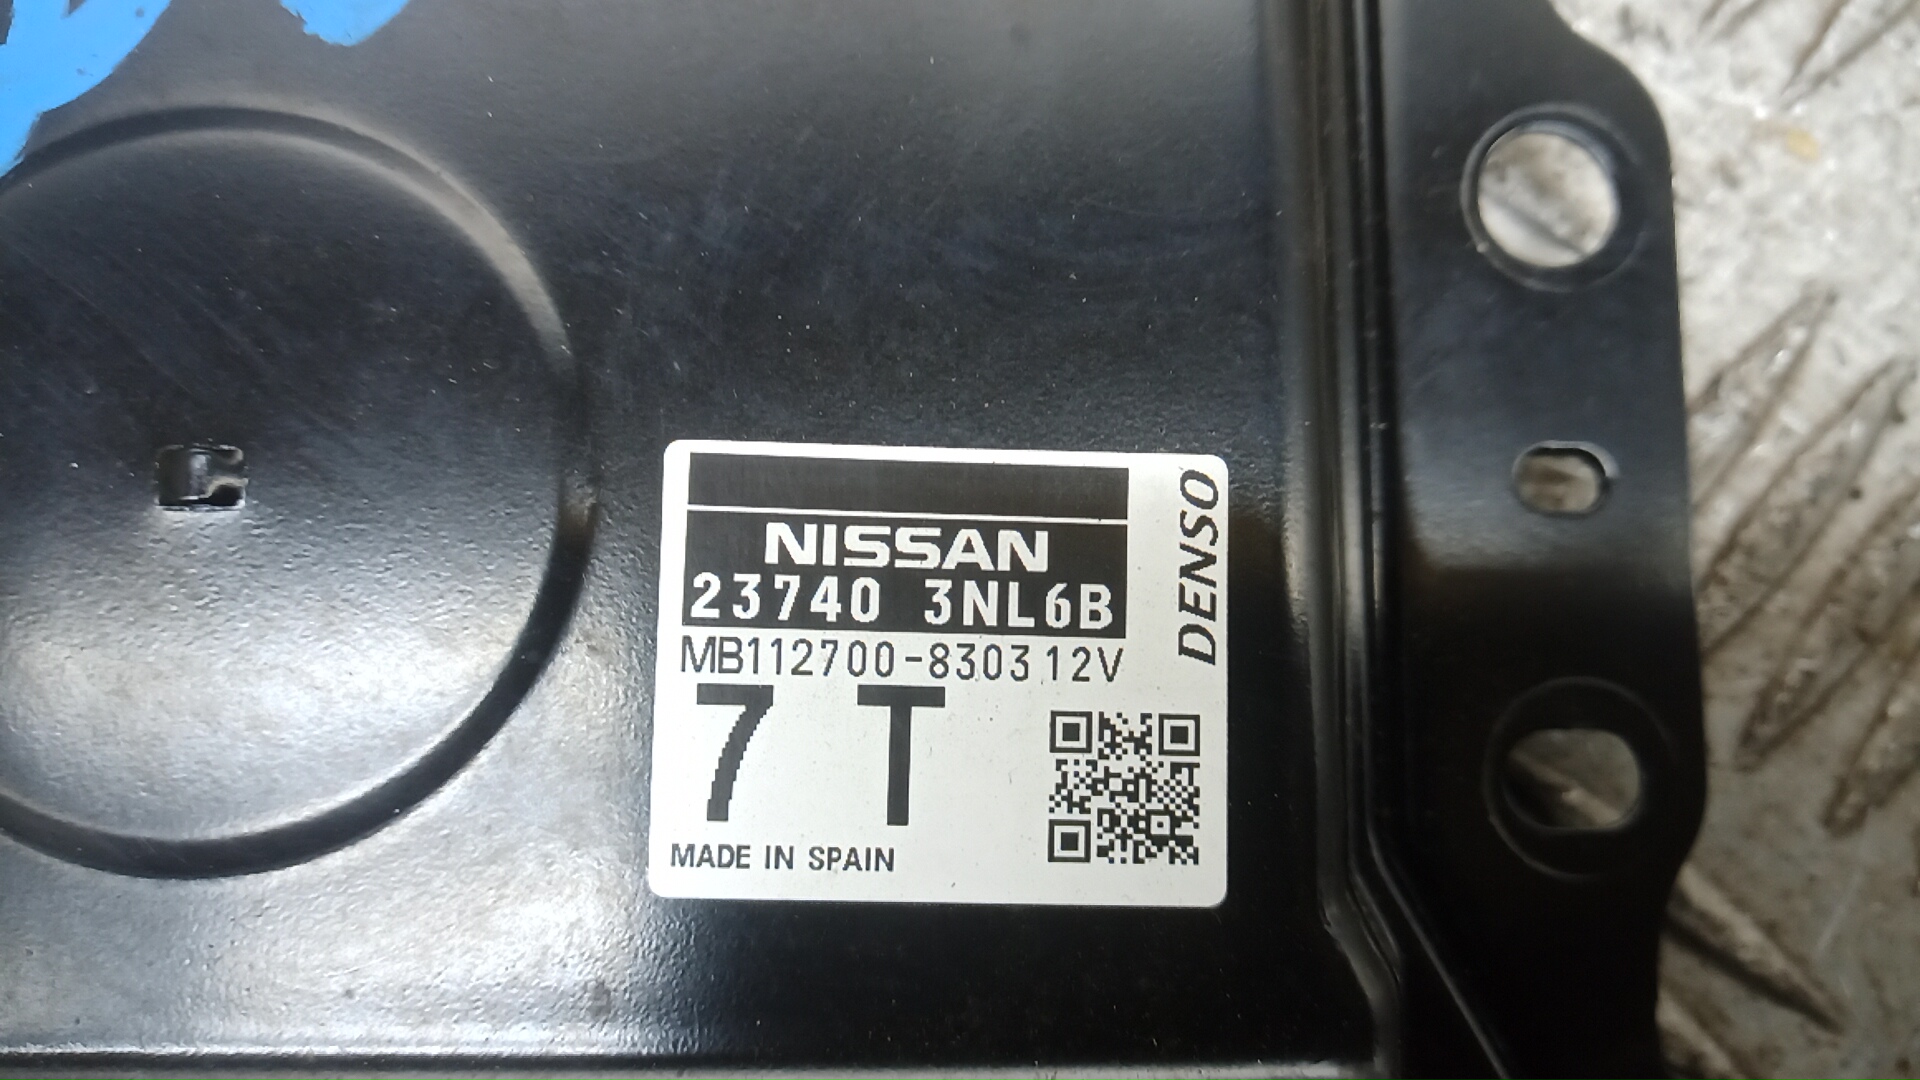 NISSAN
23740 3NL6B
MB112700-8303 12V
7 T
MADE IN SPAIN
DENSO